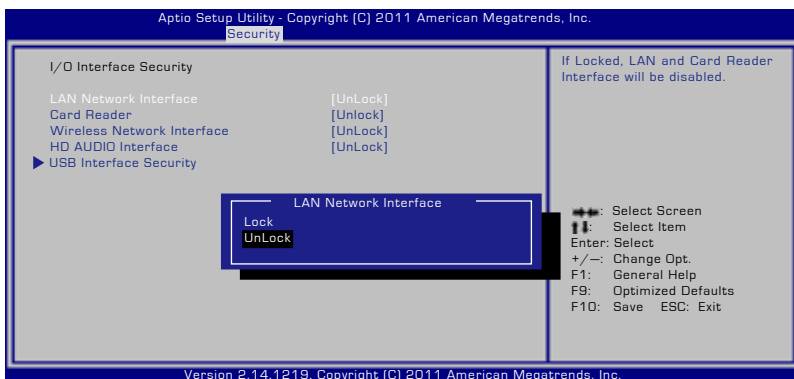 Aptio Setup Utility - Copyright (C) 2011 American Megatrends, Inc.
Security
I/O Interface Security
LAN Network Interface [UnLock]
Card Reader [Unlock]
Wireless Network Interface [UnLock]
HD AUDIO Interface [UnLock]
USB Interface Security
If Locked, LAN and Card Reader
Interface will be disabled.
LAN Network Interface
Lock
UnLock
→←: Select Screen
↑↓: Select Item
Enter: Select
+/—: Change Opt.
F1: General Help
F9: Optimized Defaults
F10: Save ESC: Exit
Version 2.14.1219. Copyright (C) 2011 American Megatrends, Inc.